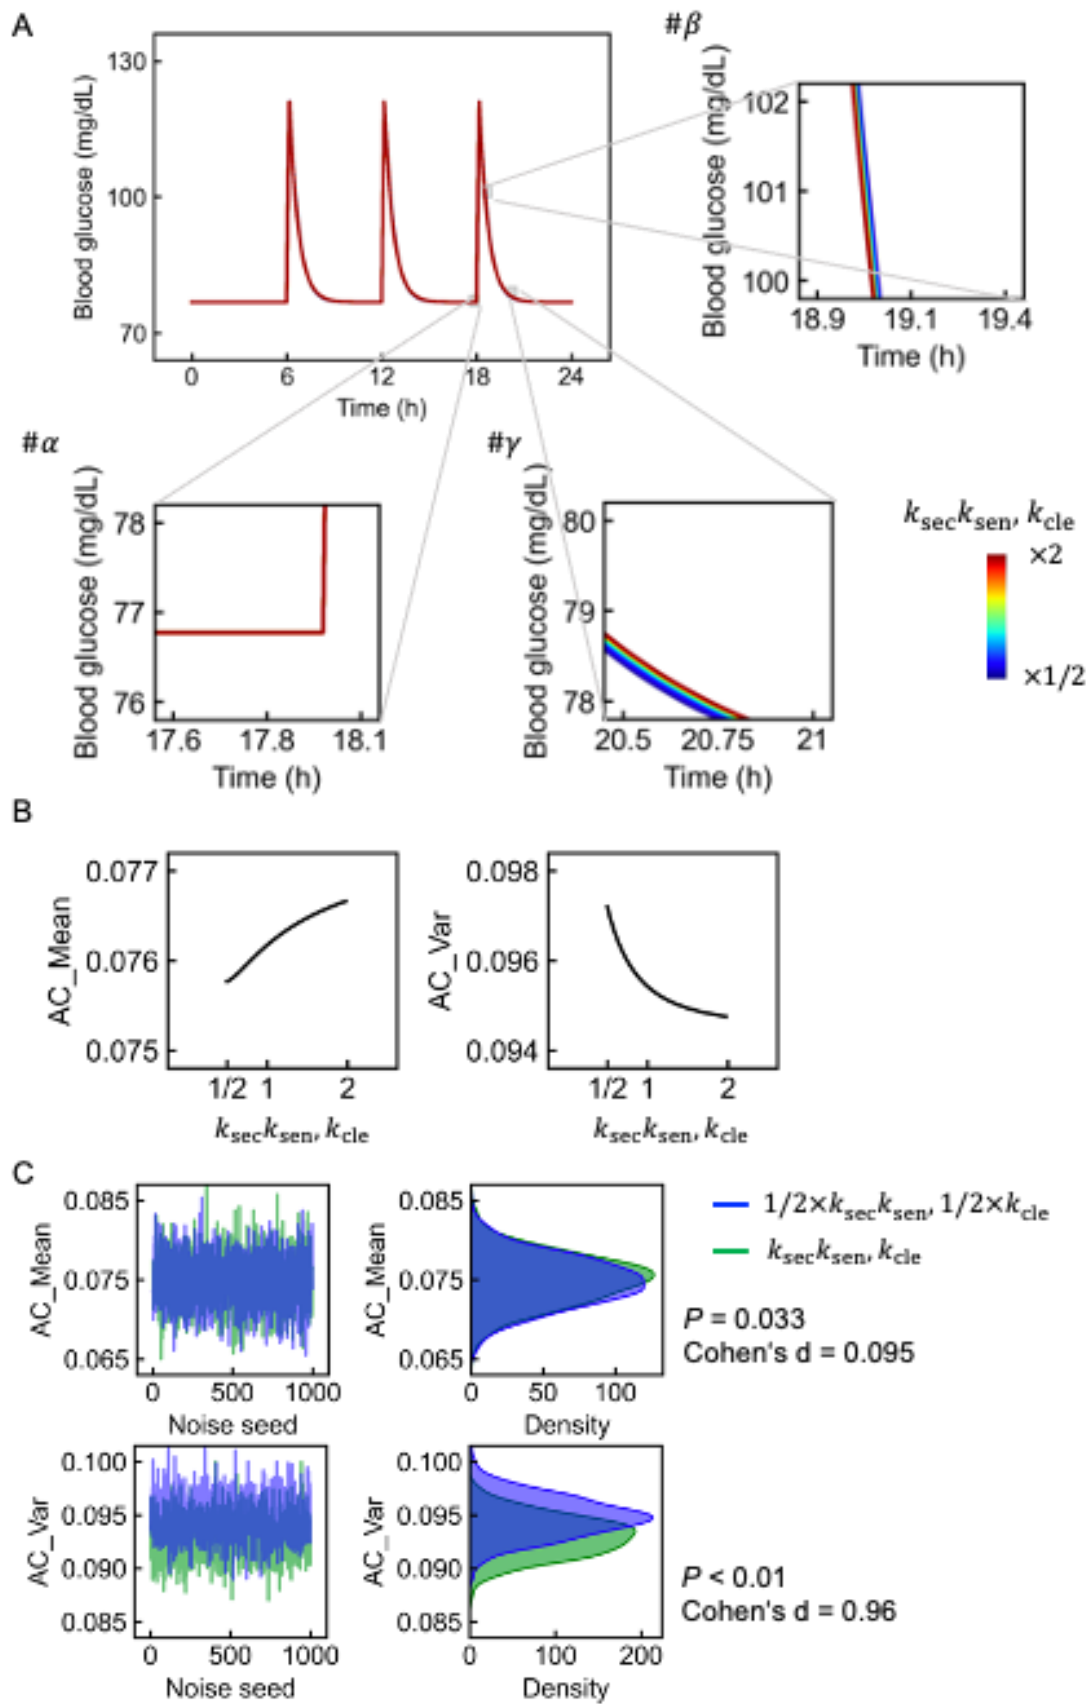 A
#β
Blood glucose (mg/dL)
130
100
70
0
6
12
18
24
Time (h)
Blood glucose (mg/dL)
102
101
100
18.9
19.1
19.4
Time (h)
#α
Blood glucose (mg/dL)
78
77
76
17.6
17.8
18.1
Time (h)
#γ
Blood glucose (mg/dL)
80
79
78
20.5
20.75
21
Time (h)
k_sec k_sen, k_cle
×2
×1/2
B
AC_Mean
0.077
0.076
0.075
1/2
1
2
k_sec k_sen, k_cle
AC_Var
0.098
0.096
0.094
1/2
1
2
k_sec k_sen, k_cle
C
AC_Mean
0.085
0.075
0.065
0
500
1000
Noise seed
AC_Mean
0.085
0.075
0.065
0
50
100
Density
1/2×k_sec k_sen, 1/2×k_cle
k_sec k_sen, k_cle
P = 0.033
Cohen's d = 0.095
AC_Var
0.100
0.095
0.090
0.085
0
500
1000
Noise seed
AC_Var
0.100
0.095
0.090
0.085
0
100
200
Density
P < 0.01
Cohen's d = 0.96